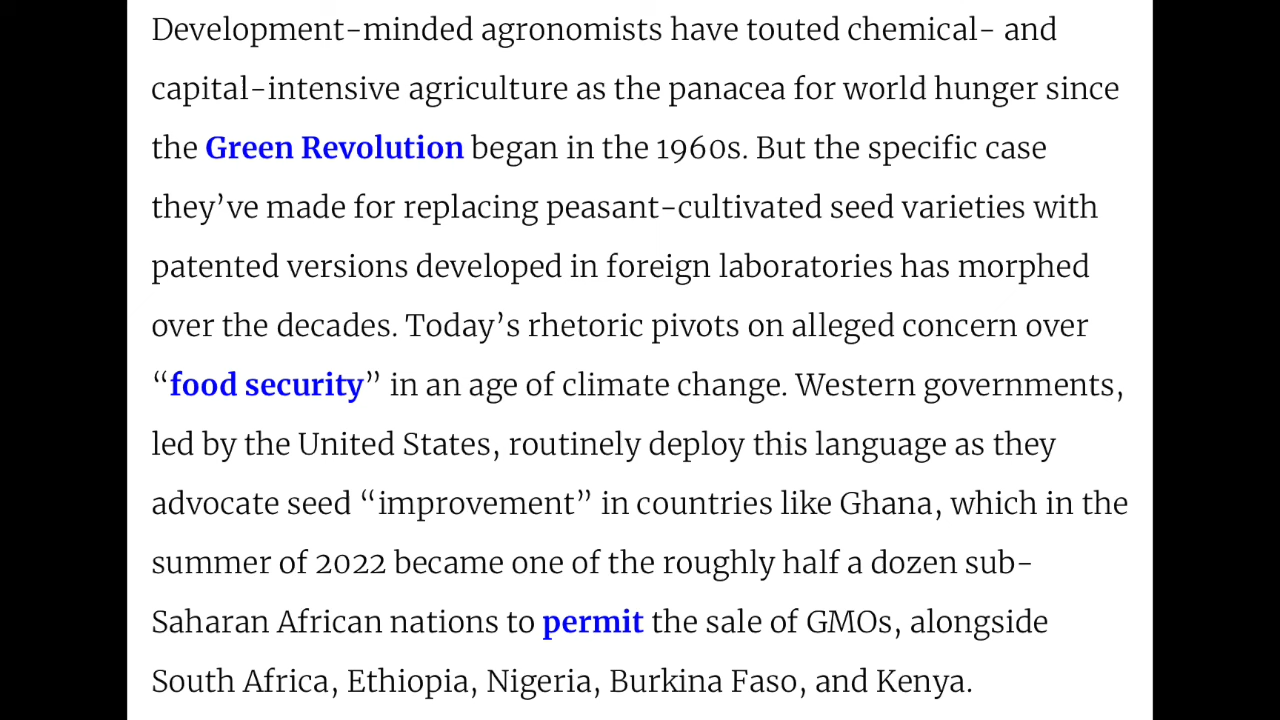 Development-minded agronomists have touted chemical- and
capital-intensive agriculture as the panacea for world hunger since
the Green Revolution began in the 1960s. But the specific case
they’ve made for replacing peasant-cultivated seed varieties with
patented versions developed in foreign laboratories has morphed
over the decades. Today’s rhetoric pivots on alleged concern over
“food security” in an age of climate change. Western governments,
led by the United States, routinely deploy this language as they
advocate seed “improvement” in countries like Ghana, which in the
summer of 2022 became one of the roughly half a dozen sub-
Saharan African nations to permit the sale of GMOs, alongside
South Africa, Ethiopia, Nigeria, Burkina Faso, and Kenya.